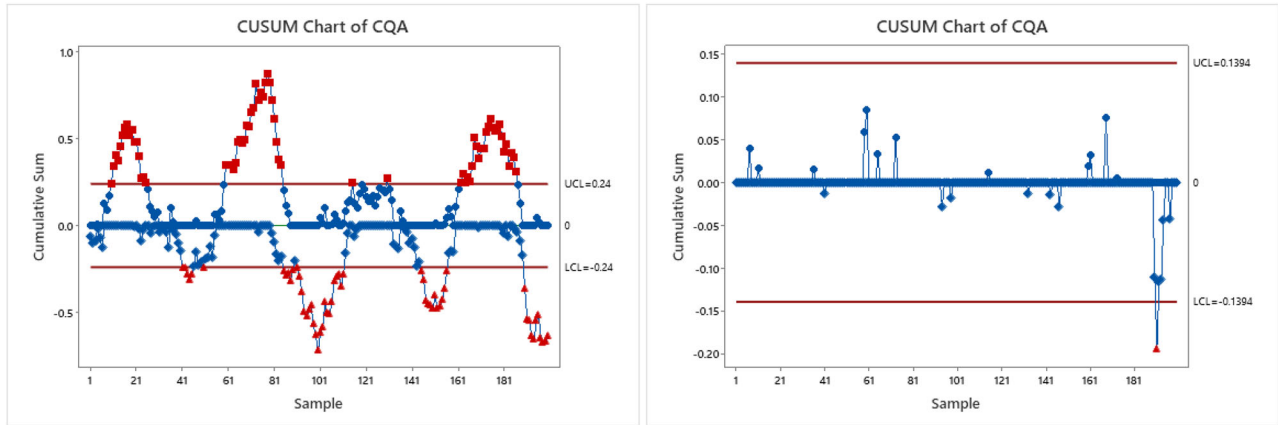 CUSUM Chart of CQA
1.0
0.5
0.0
-0.5
Cumulative Sum
UCL=0.24
0
LCL=-0.24
1 21 41 61 81 101 121 141 161 181
Sample
CUSUM Chart of CQA
0.15
0.10
0.05
0.00
-0.05
-0.10
-0.15
-0.20
Cumulative Sum
UCL=0.1394
0
LCL=-0.1394
1 21 41 61 81 101 121 141 161 181
Sample